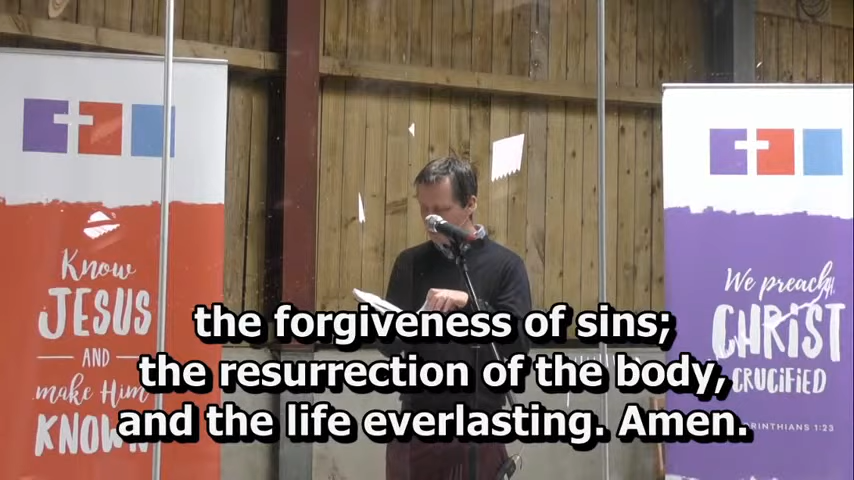 Know
JESUS
AND
make Him
KNOWN
We preach
CHRIST
CRUCIFIED
CORINTHIANS 1:23
the forgiveness of sins;
the resurrection of the body,
and the life everlasting. Amen.